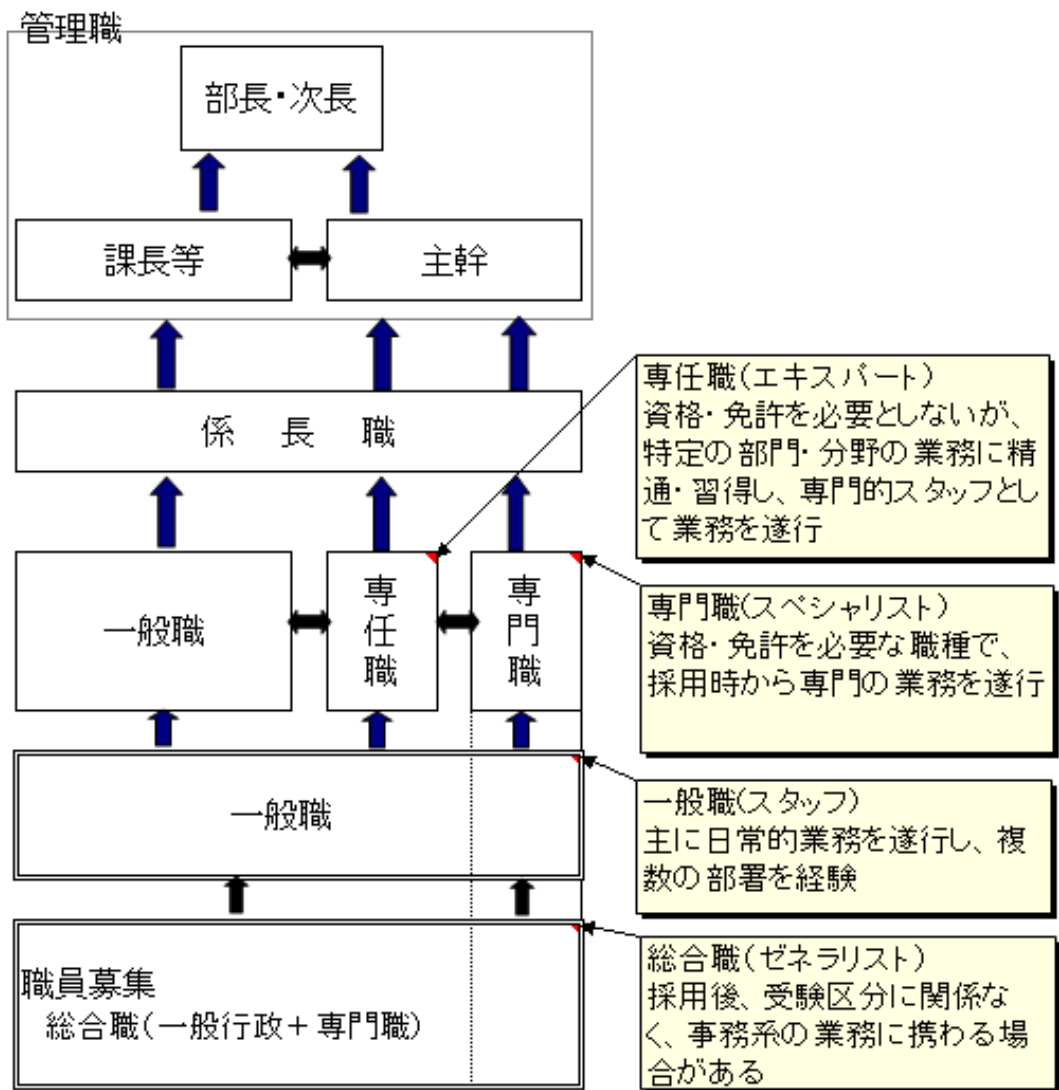 管理職
部長・次長
課長等
主幹
係長職
専任職(エキスパート)
資格・免許を必要としないが、
特定の部門・分野の業務に精
通・習得し、専門的スタッフとし
て業務を遂行
一般職
専任職
専門職
専門職(スペシャリスト)
資格・免許を必要な職種で、
採用時から専門の業務を遂行
一般職
一般職(スタッフ)
主に日常的業務を遂行し、複
数の部署を経験
職員募集
総合職(一般行政+専門職)
総合職(ゼネラリスト)
採用後、受験区分に関係な
く、事務系の業務に携わる場
合がある